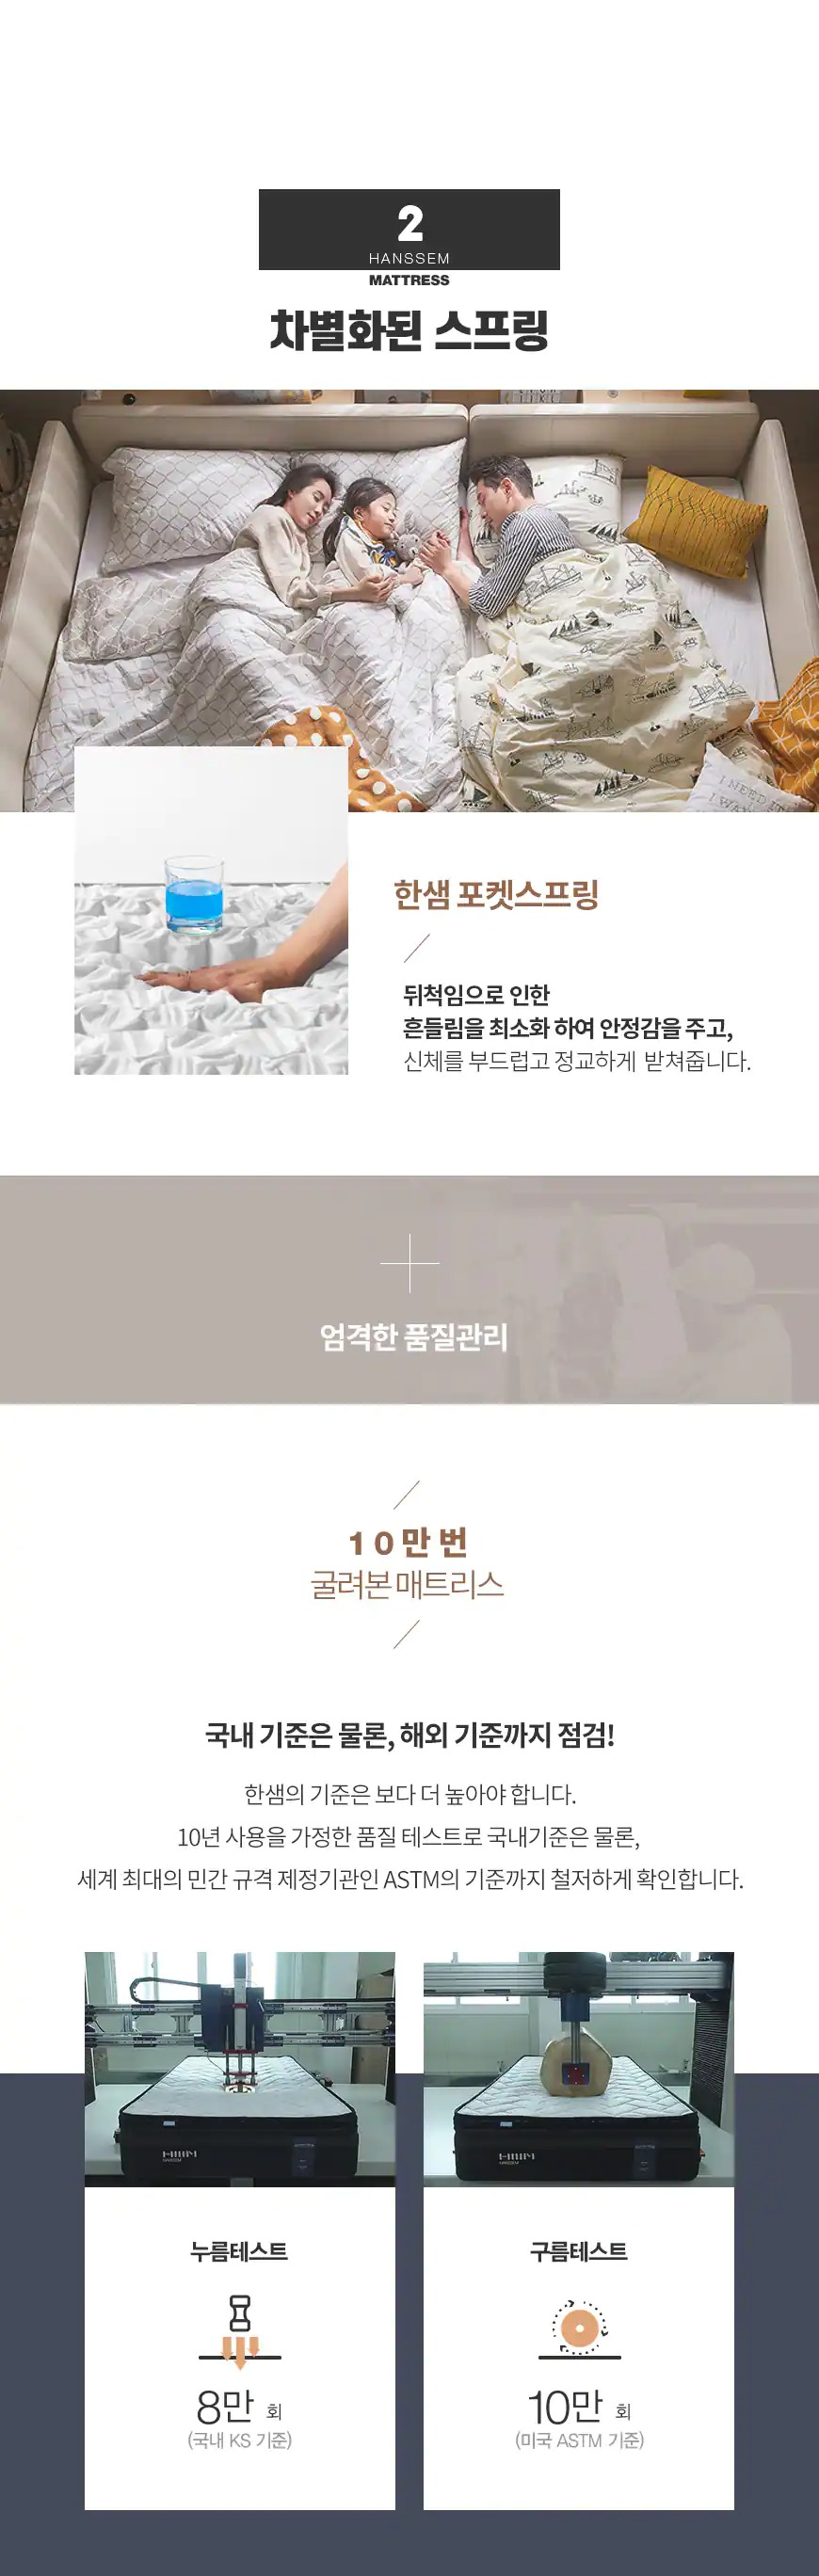 2
HANSSEM
MATTRESS
차별화된 스프링
I NEED
I WAN
한샘 포켓스프링
뒤척임으로 인한
흔들림을 최소화 하여 안정감을 주고,
신체를 부드럽고 정교하게 받쳐줍니다.
엄격한 품질관리
10만 번
굴려본 매트리스
국내 기준은 물론, 해외 기준까지 점검!
한샘의 기준은 보다 더 높아야 합니다.
10년 사용을 가정한 품질 테스트로 국내기준은 물론,
세계 최대의 민간 규격 제정기관인 ASTM의 기준까지 철저하게 확인합니다.
HANSSEM
HANSSEM
누름테스트
구름테스트
8만 회
(국내 KS 기준)
10만 회
(미국 ASTM 기준)